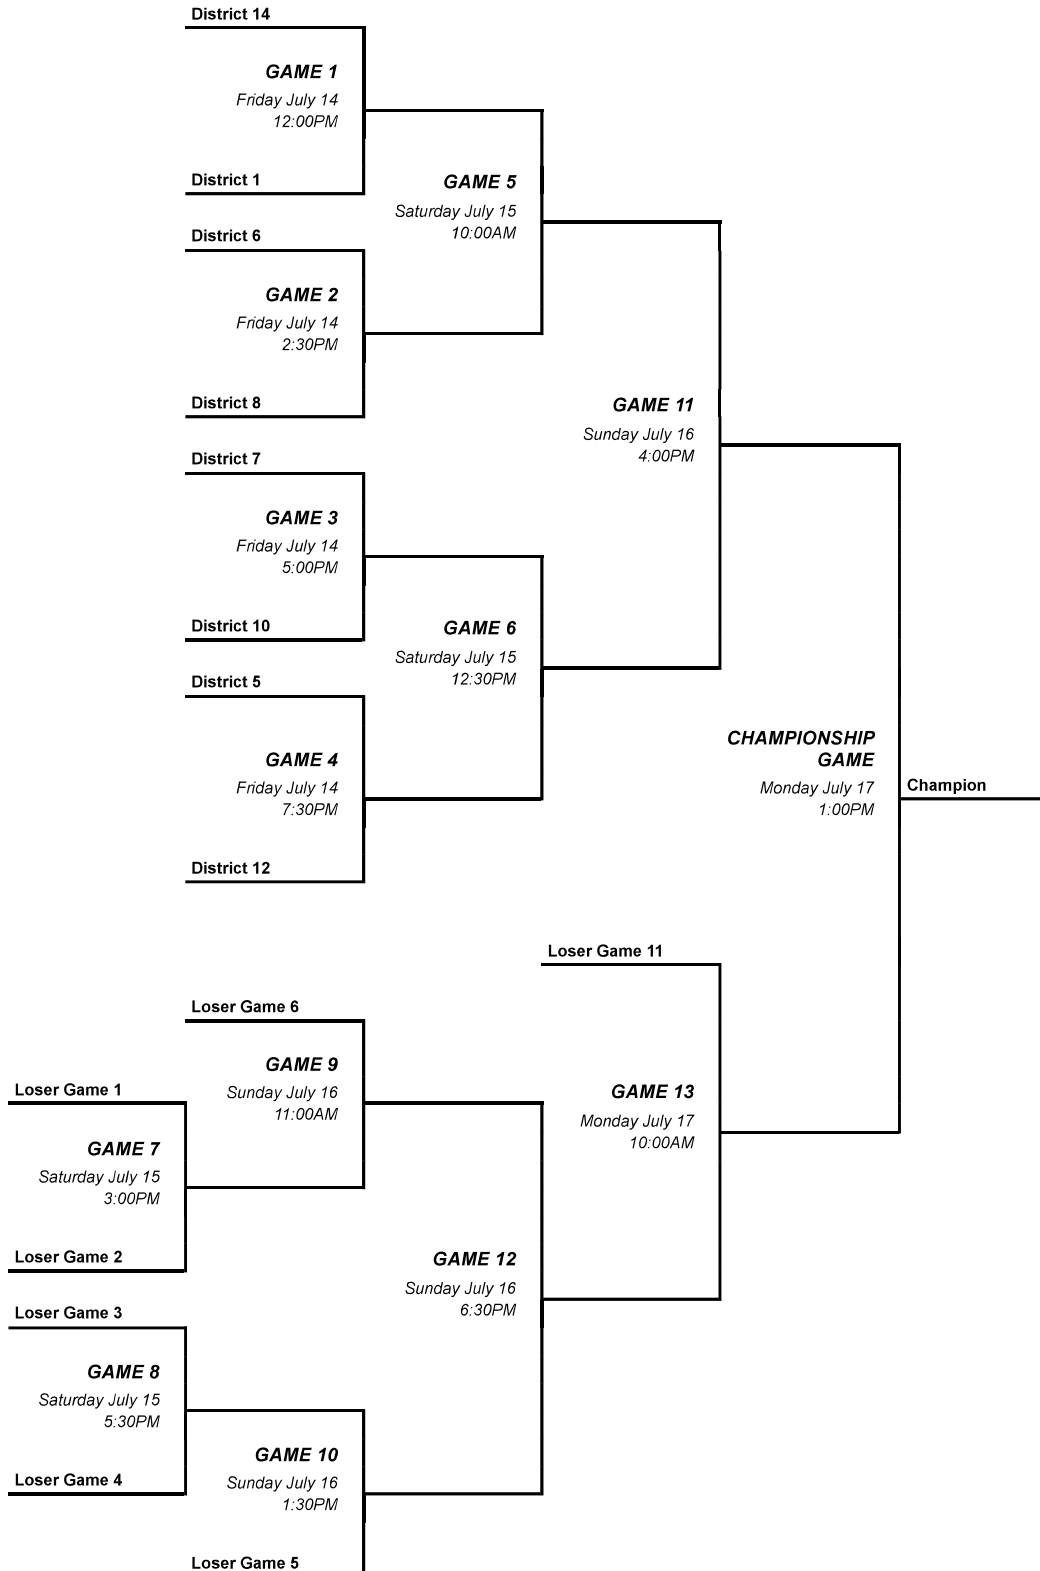 District 14
GAME 1
Friday July 14
12:00PM
District 1
GAME 5
Saturday July 15
10:00AM
District 6
GAME 2
Friday July 14
2:30PM
District 8
GAME 11
Sunday July 16
4:00PM
District 7
GAME 3
Friday July 14
5:00PM
District 10
GAME 6
Saturday July 15
12:30PM
District 5
GAME 4
Friday July 14
7:30PM
District 12
CHAMPIONSHIP
GAME
Monday July 17
1:00PM
Champion
Loser Game 11
Loser Game 6
GAME 9
Sunday July 16
11:00AM
Loser Game 1
GAME 7
Saturday July 15
3:00PM
Loser Game 2
GAME 13
Monday July 17
10:00AM
GAME 12
Sunday July 16
6:30PM
Loser Game 3
GAME 8
Saturday July 15
5:30PM
Loser Game 4
GAME 10
Sunday July 16
1:30PM
Loser Game 5